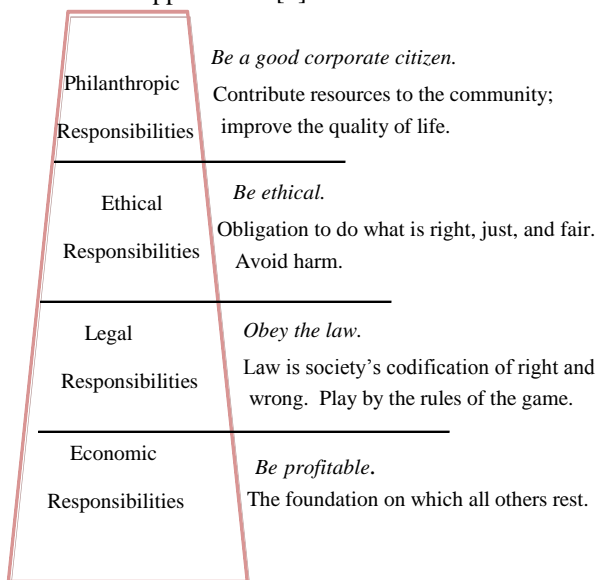 Be a good corporate citizen.
Philanthropic
Responsibilities
Contribute resources to the community;
improve the quality of life.
Be ethical.
Ethical
Responsibilities
Obligation to do what is right, just, and fair.
Avoid harm.
Obey the law.
Legal
Responsibilities
Law is society’s codification of right and
wrong. Play by the rules of the game.
Economic
Responsibilities
Be profitable.
The foundation on which all others rest.